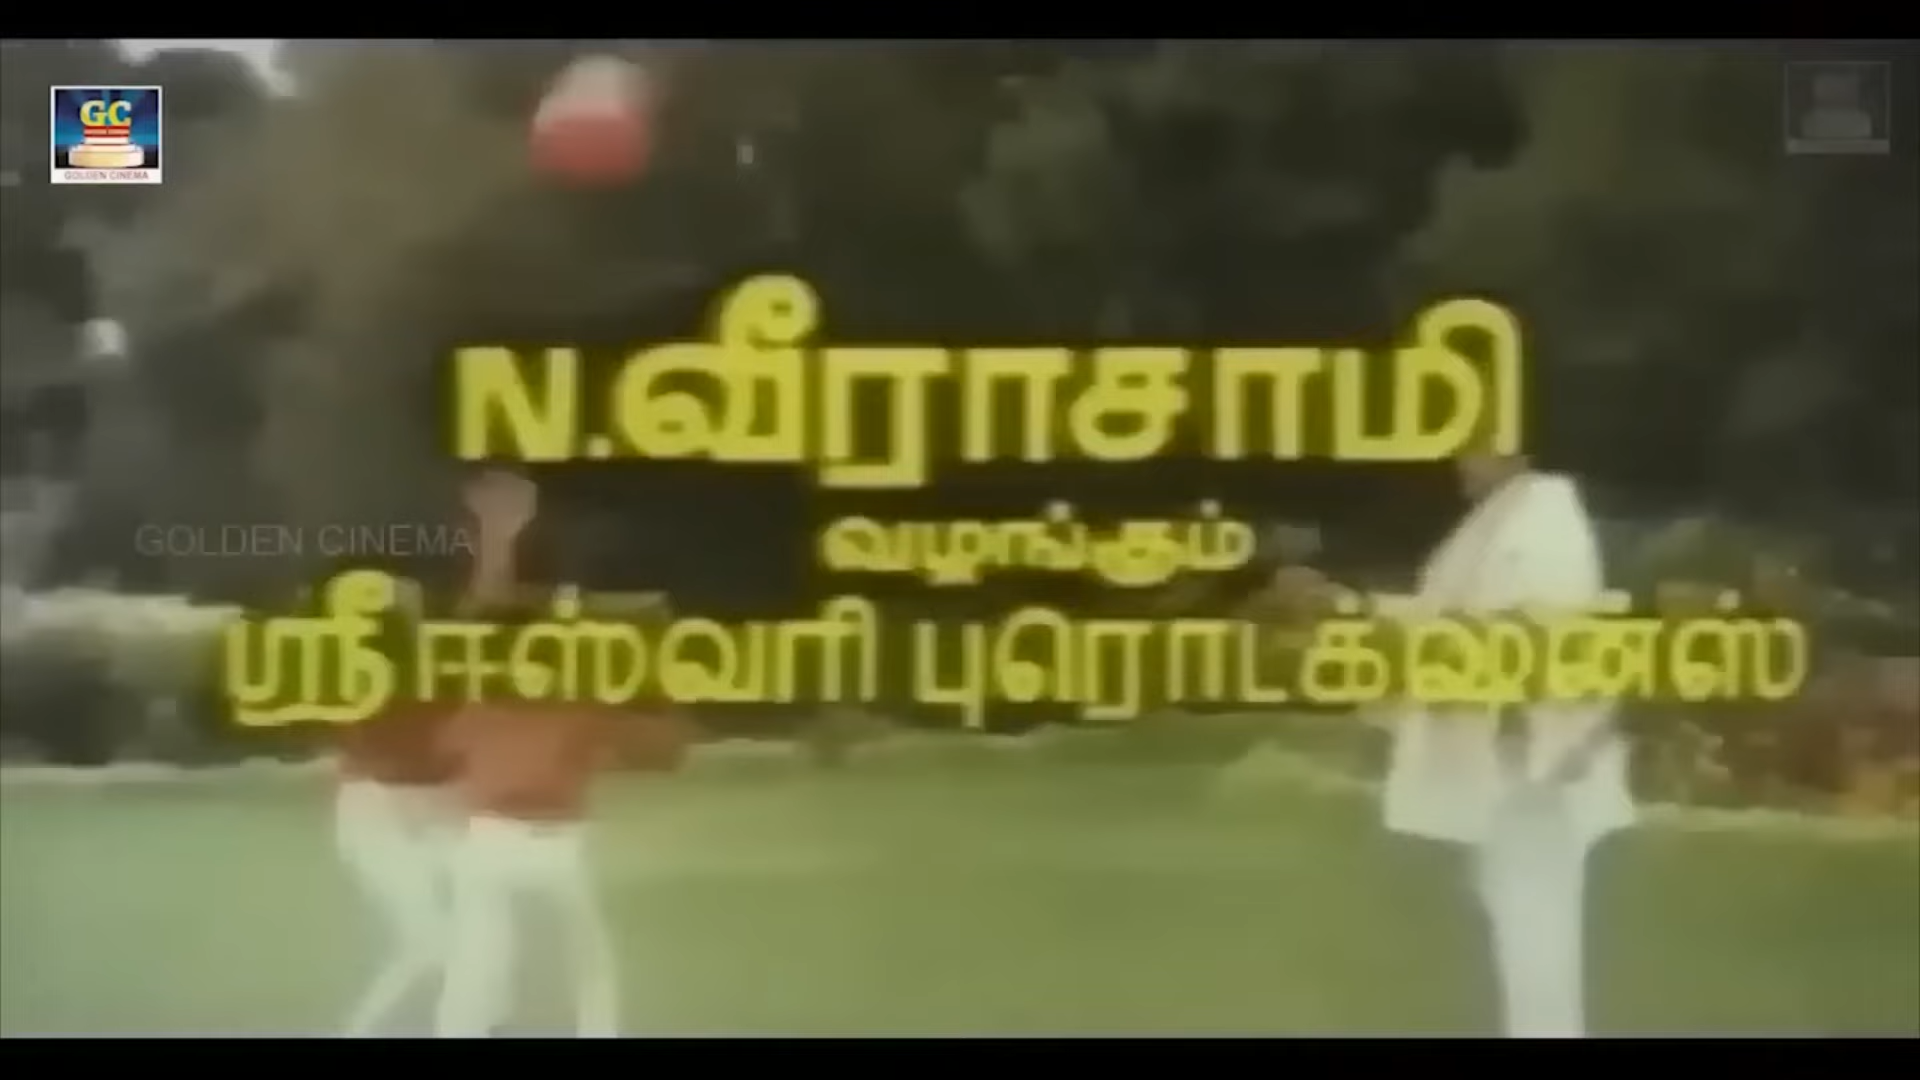 GC
GOLDEN CINEMA
N.வீராசாமி
வழங்கும்
GOLDEN CINEMA
ஸ்ரீ ஈஸ்வரி புரொடக்ஷன்ஸ்